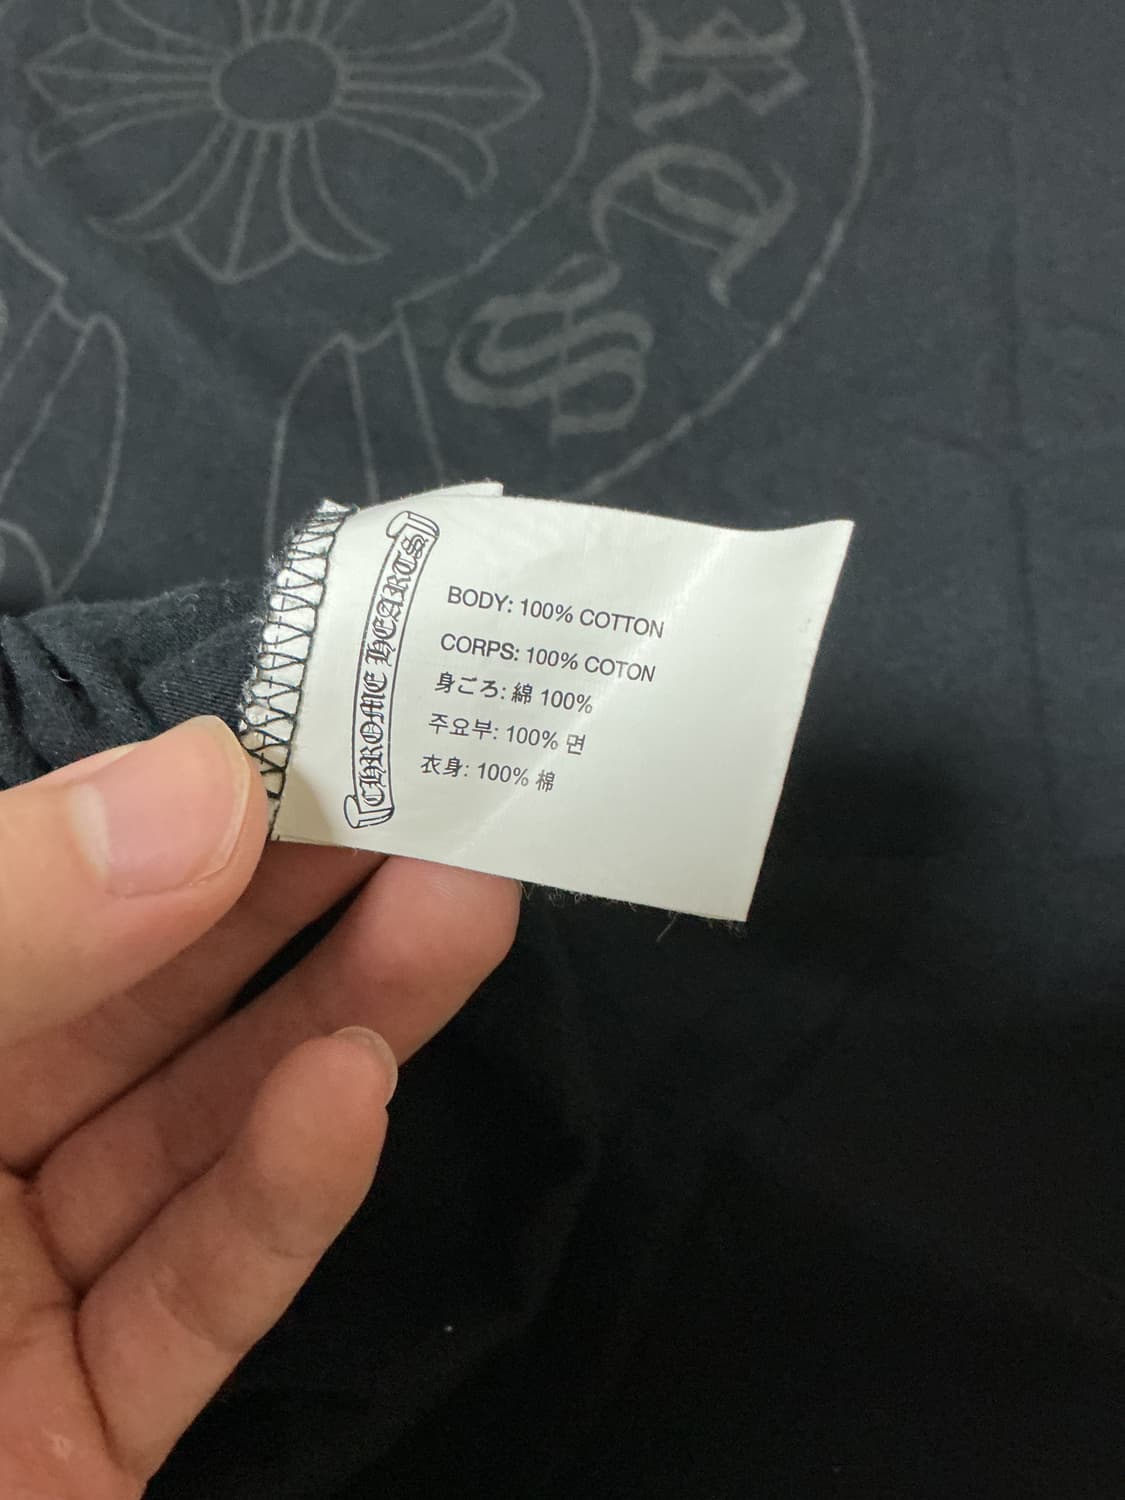 RTS
CHROME HEARTS
BODY: 100% COTTON
CORPS: 100% COTON
身ごろ: 綿 100%
주요부: 100% 면
衣身: 100% 棉